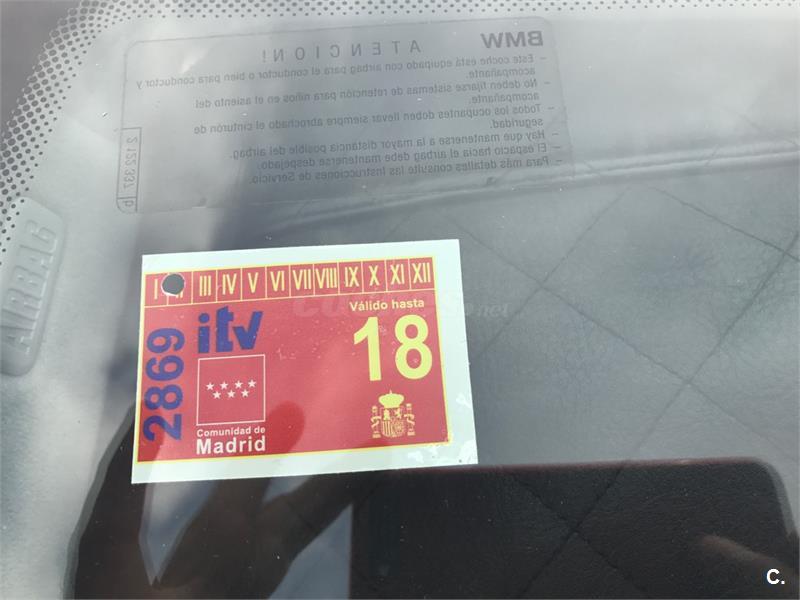 BMW
ATENCION!
– Este coche está equipado con airbag para el conductor o bien para conductor y
acompañante.
– No deben fijarse sistemas de retención para niños en el asiento del
acompañante.
– Todos los ocupantes deben llevar siempre abrochado el cinturón de
seguridad.
– Hay que mantenerse a la mayor distancia posible del airbag.
– El espacio hacia el airbag debe mantenerse despejado.
– Para más detalles consulte las Instrucciones de Servicio.
2 122 337
AIRBAG
I III IV V VI VII VIII IX X XI XII
2869
itv
Válido hasta
18
Comunidad de
Madrid
C.